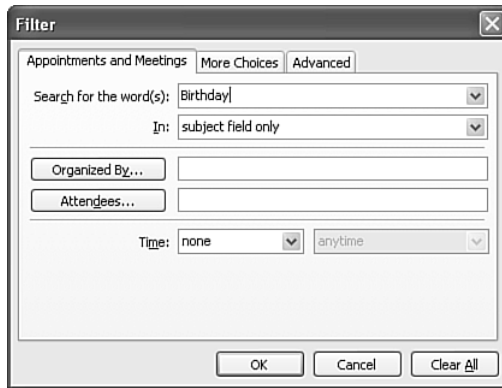 Filter
Appointments and Meetings More Choices Advanced
Search for the word(s): Birthday
In: subject field only
Organized By...
Attendees...
Time: none anytime
OK Cancel Clear All